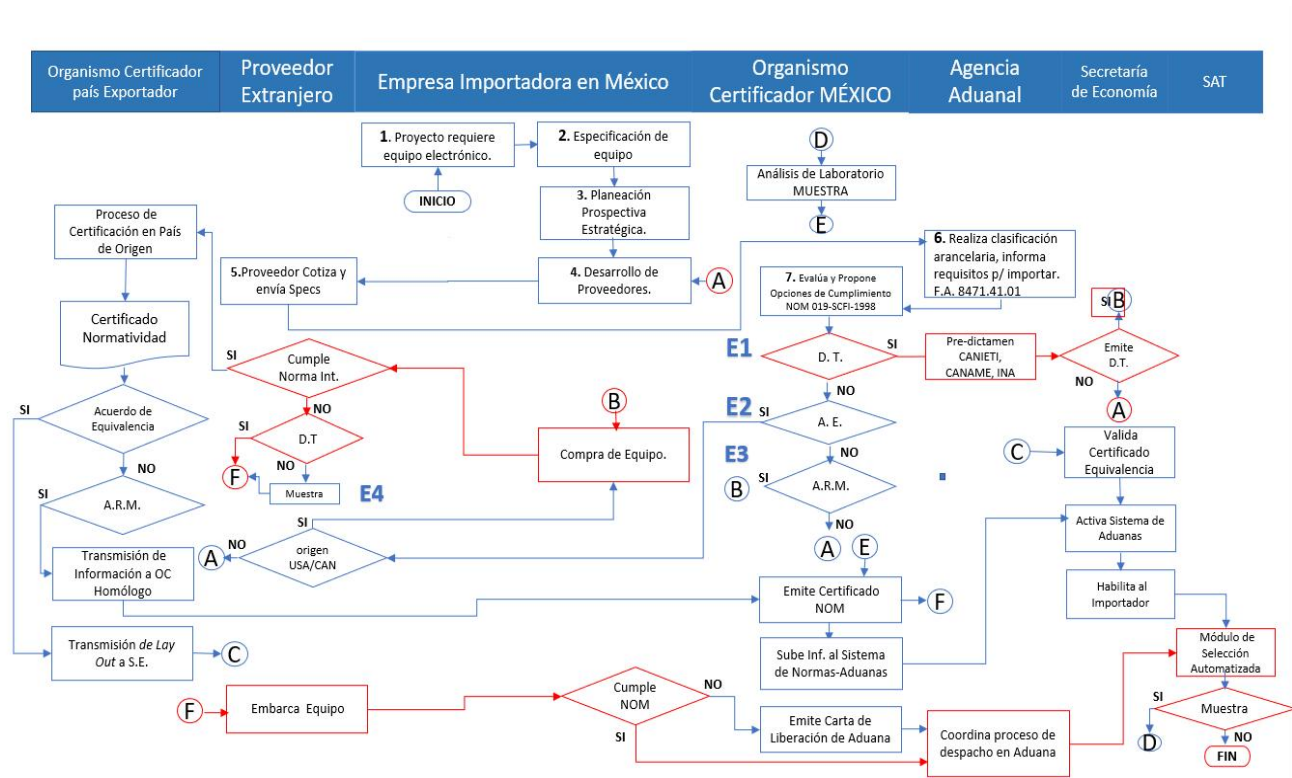 Organismo Certificador
país Exportador
Proveedor
Extranjero
Empresa Importadora en México
Organismo
Certificador MÉXICO
Agencia
Aduanal
Secretaría
de Economía
SAT
1. Proyecto requiere
equipo electrónico.
2. Especificación de
equipo
D
INICIO
3. Planeación
Prospectiva
Estratégica.
Análisis de Laboratorio
MUESTRA
E
Proceso de
Certificación en País
de Origen
6. Realiza clasificación
arancelaria, informa
requisitos p/ importar.
F.A. 8471.41.01
5.Proveedor Cotiza y
envía Specs
4. Desarrollo de
Proveedores.
A
7. Evalúa y Propone
Opciones de Cumplimiento
NOM 019-SCFI-1998
SI
B
Certificado
Normatividad
SI
Cumple
Norma Int.
NO
E1
D. T.
SI
NO
Pre-dictamen
CANIETI,
CANAME, INA
Emite
D.T.
NO
A
SI
Acuerdo de
Equivalencia
NO
SI
D.T
NO
F
Muestra
E4
B
Compra de Equipo.
E2
SI
A. E.
NO
E3
SI
B
A.R.M.
NO
A
C
Valida
Certificado
Equivalencia
SI
A.R.M.
Activa Sistema de
Aduanas
SI
A
NO
origen
USA/CAN
E
Transmisión de
Información a OC
Homólogo
Emite Certificado
NOM
F
Habilita al
Importador
Transmisión de Lay
Out a S.E.
C
Sube Inf. al Sistema
de Normas-Aduanas
Módulo de
Selección
Automatizada
F
Embarca Equipo
Cumple
NOM
NO
SI
Emite Carta de
Liberación de Aduana
Coordina proceso de
despacho en Aduana
SI
Muestra
D
NO
FIN